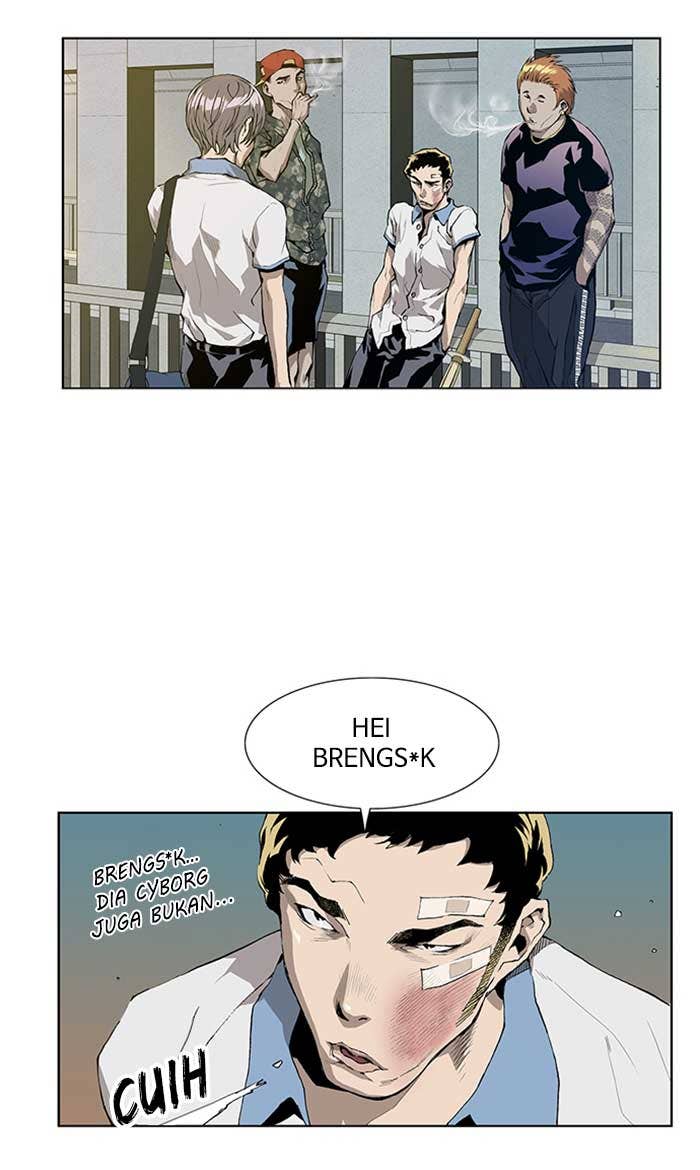 HEI
BRENGS*K
BRENGS*K...
DIA CYBORG
JUGA BUKAN...
CUIH